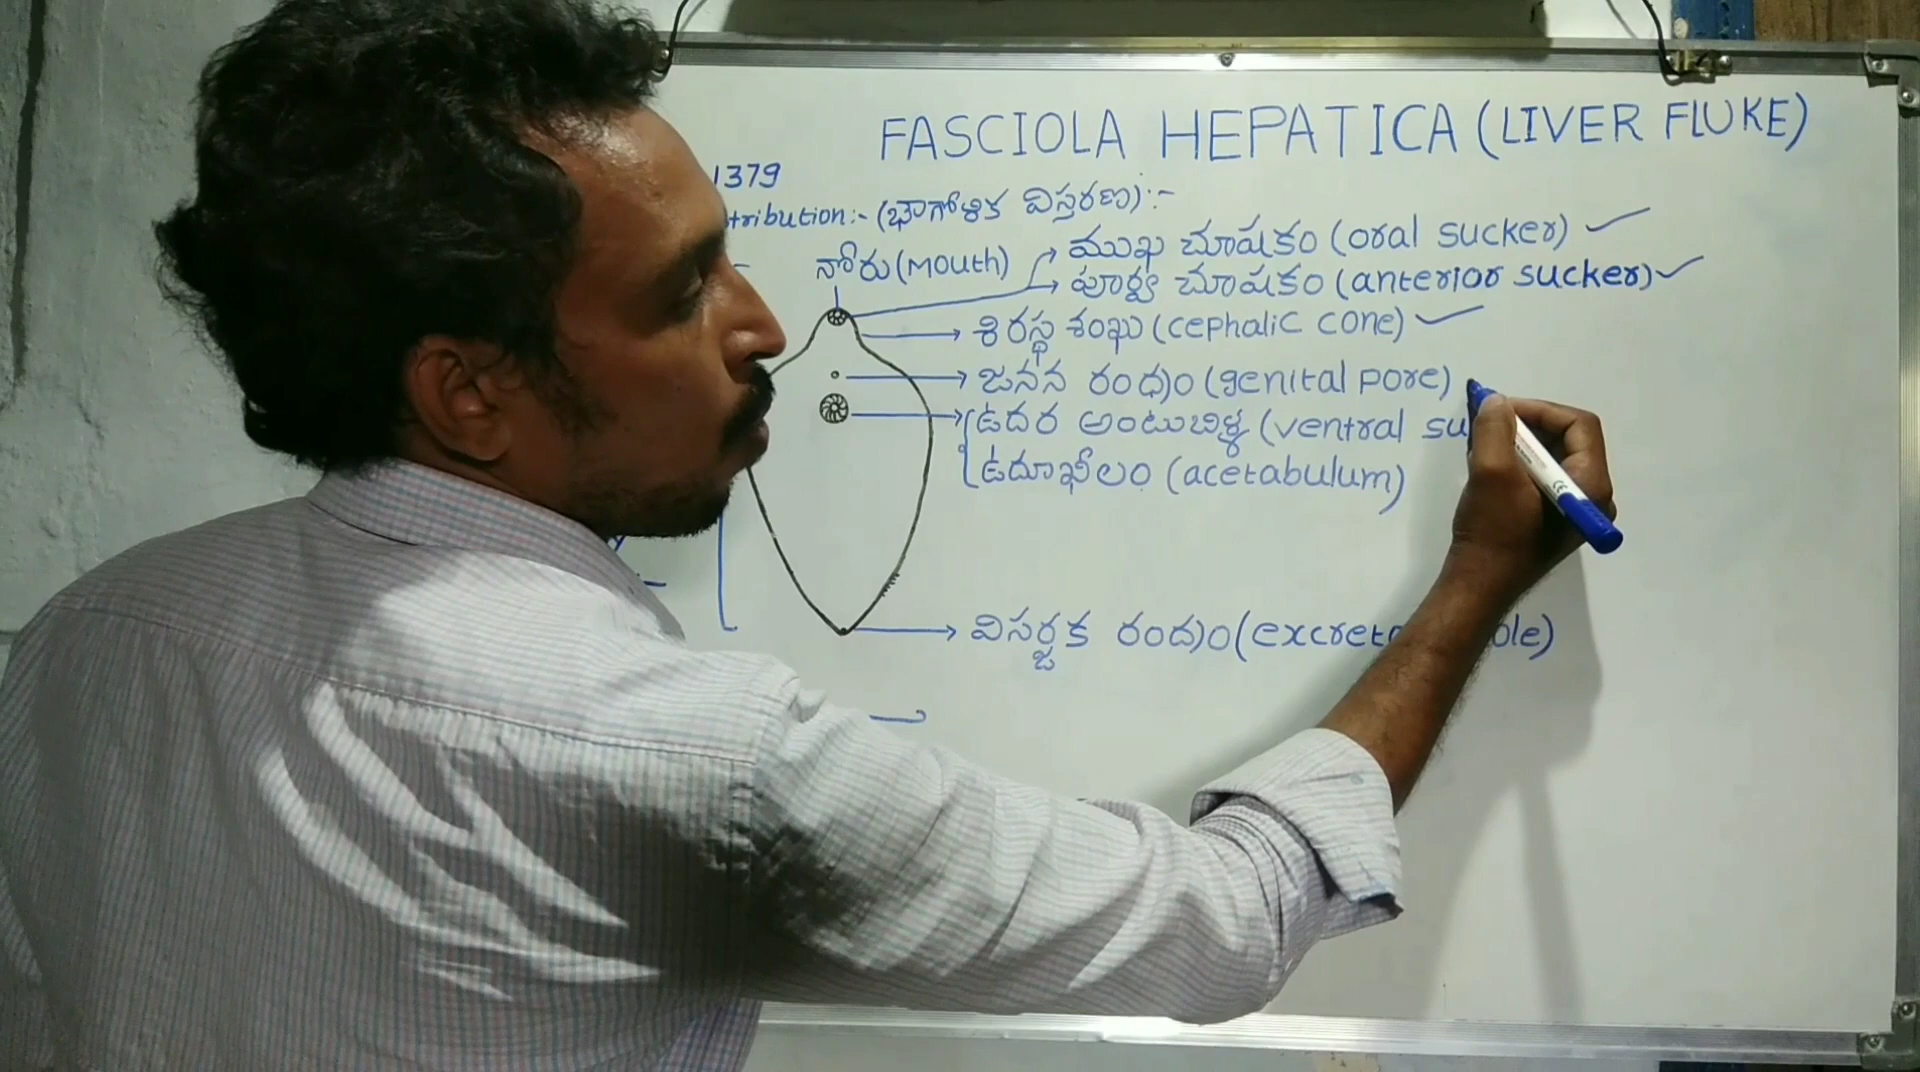 FASCIOLA HEPATICA (LIVER FLUKE)
1379
tribution:- (భౌగోళిక విస్తరణ):-
నోరు (Mouth)
ముఖ చూషకం (oral sucker)
పూర్వ చూషకం (anterior sucker)
శిరస్థ శంఖు (cephalic cone)
జనన రంధ్రం (genital pore)
ఉదర అంటుబిళ్ళ (ventral su
ఉదూఖలం (acetabulum)
విసర్జక రంద్రం (excreto ole)